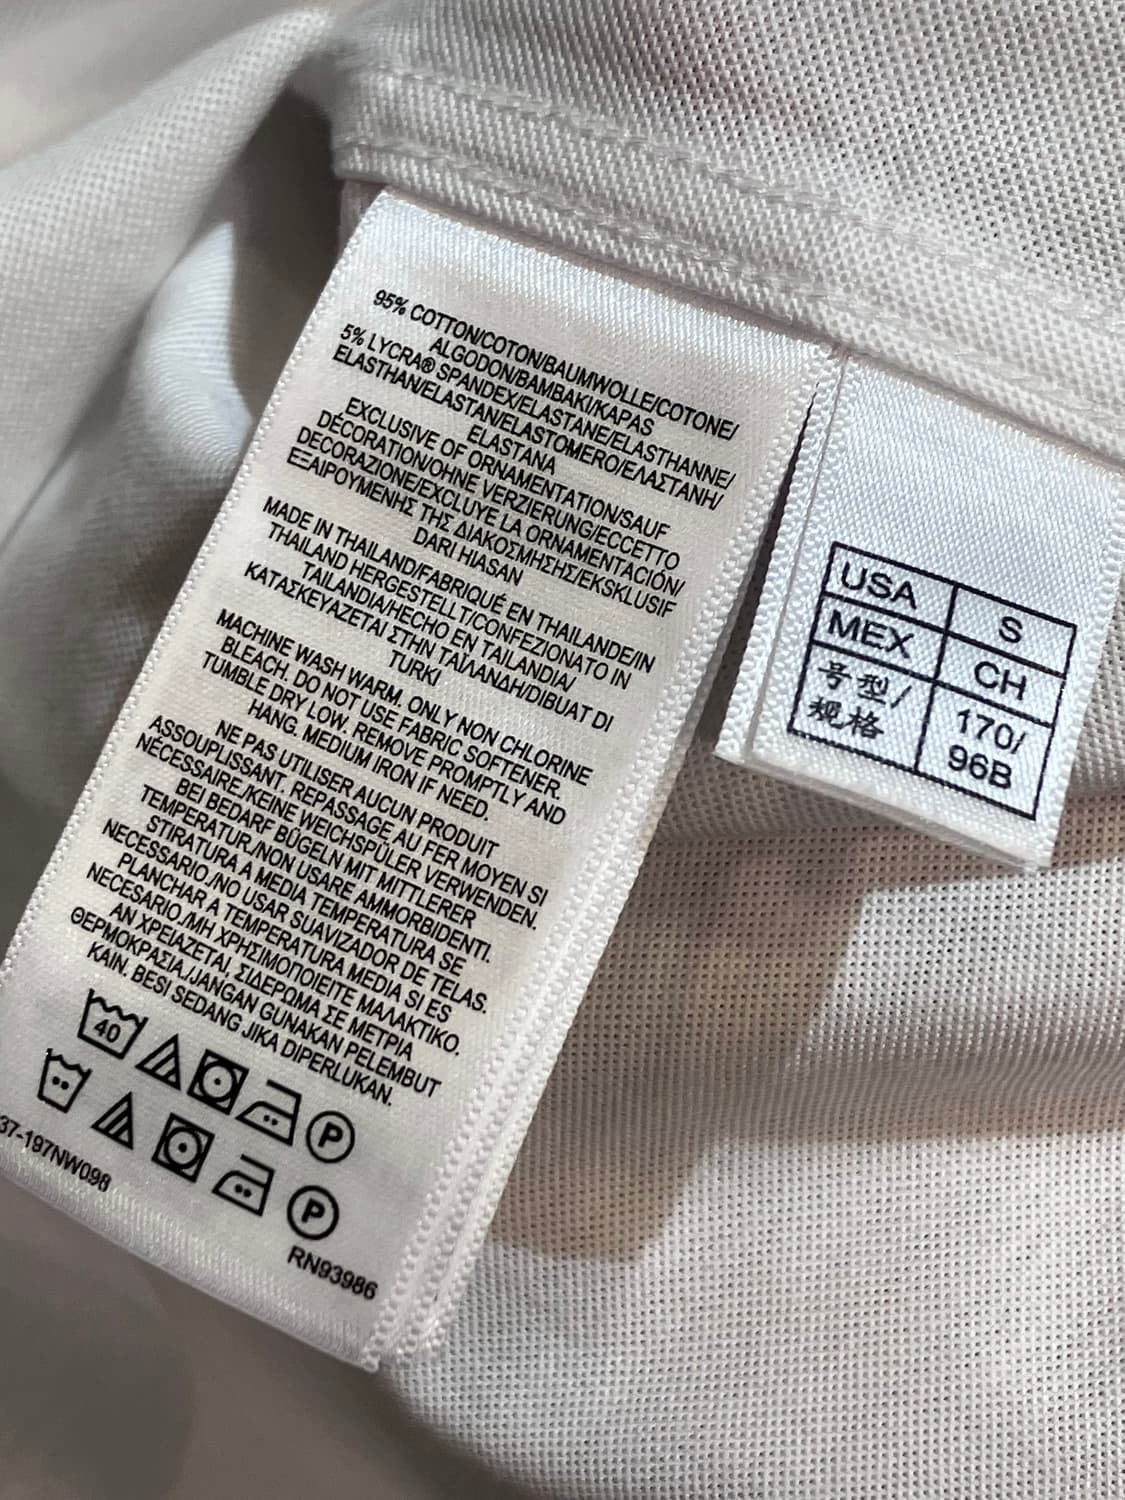 95% COTTON/COTON/BAUMWOLLE/COTONE/
ALGODON/BAMBAKI/KAPAS
5% LYCRA® SPANDEX/ELASTANE/ELASTHANNE/
ELASTHAN/ELASTAN/ELASTOMERO/ΕΛΑΣΤΑΝΗ/
ELASTANA
EXCLUSIVE OF ORNAMENTATION/SAUF
DÉCORATION/OHNE VERZIERUNG/ECCETTO
DECORAZIONE/EXCLUYE LA ORNAMENTACIÓN/
ΕΞΑΙΡΟΥΜΕΝΗΣ ΤΗΣ ΔΙΑΚΟΣΜΗΣΗΣ/EKSKLUSIF
DARI HIASAN
MADE IN THAILAND/FABRIQUÉ EN THAILANDE/IN
THAILAND HERGESTELLT/CONFEZIONATO IN
TAILANDIA/HECHO EN TAILANDIA/
ΚΑΤΑΣΚΕΥΑΖΕΤΑΙ ΣΤΗΝ ΤΑΪΛΑΝΔΗ/DIBUAT DI
TURKI
MACHINE WASH WARM. ONLY NON CHLORINE
BLEACH. DO NOT USE FABRIC SOFTENER.
TUMBLE DRY LOW. REMOVE PROMPTLY AND
HANG. MEDIUM IRON IF NEED.
NE PAS UTILISER AUCUN PRODUIT
ASSOUPLISSANT. REPASSAGE AU FER MOYEN SI
NÉCESSAIRE./KEINE WEICHSPÜLER VERWENDEN.
BEI BEDARF BÜGELN MIT MITTLERER
TEMPERATUR./NON USARE AMMORBIDENTI.
STIRATURA A MEDIA TEMPERATURA SE
NECESSARIO./NO USAR SUAVIZADOR DE TELAS.
PLANCHAR A TEMPERATURA MEDIA SI ES
NECESARIO./ΜΗ ΧΡΗΣΙΜΟΠΟΙΕΙΤΕ ΜΑΛΑΚΤΙΚΟ.
ΑΝ ΧΡΕΙΑΖΕΤΑΙ, ΣΙΔΕΡΩΜΑ ΣΕ ΜΕΤΡΙΑ
ΘΕΡΜΟΚΡΑΣΙΑ./JANGAN GUNAKAN PELEMBUT
KAIN. BESI SEDANG JIKA DIPERLUKAN.
40 P
P
37-197NW098
RN93986
USA S
MEX CH
号型/ 170/
规格 96B